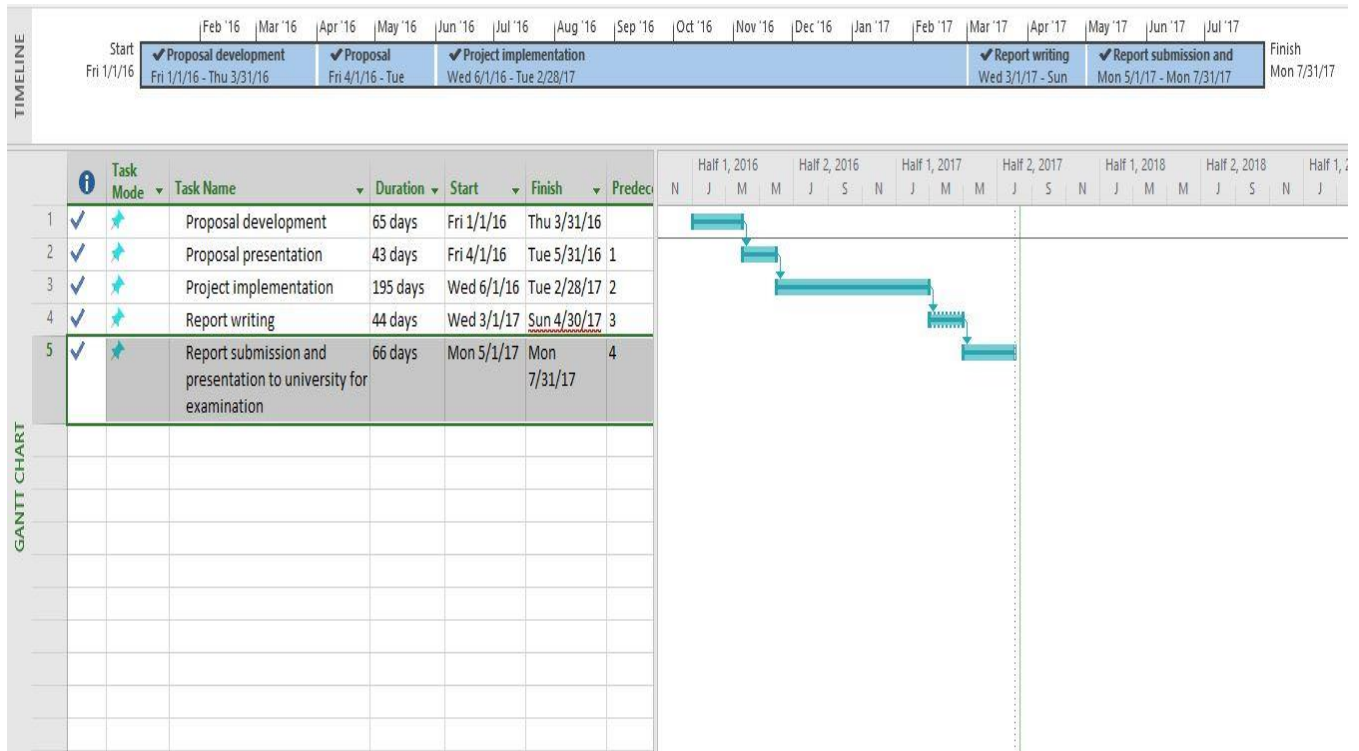 TIMELINE
Feb '16 Mar '16 Apr '16 May '16 Jun '16 Jul '16 Aug '16 Sep '16 Oct '16 Nov '16 Dec '16 Jan '17 Feb '17 Mar '17 Apr '17 May '17 Jun '17 Jul '17
Start
Fri 1/1/16
Proposal development
Fri 1/1/16 - Thu 3/31/16
Proposal
Fri 4/1/16 - Tue
Project implementation
Wed 6/1/16 - Tue 2/28/17
Report writing
Wed 3/1/17 - Sun
Report submission and
Mon 5/1/17 - Mon 7/31/17
Finish
Mon 7/31/17
GANTT CHART
Task Mode Task Name Duration Start Finish Predec
1 Proposal development 65 days Fri 1/1/16 Thu 3/31/16
2 Proposal presentation 43 days Fri 4/1/16 Tue 5/31/16 1
3 Project implementation 195 days Wed 6/1/16 Tue 2/28/17 2
4 Report writing 44 days Wed 3/1/17 Sun 4/30/17 3
5 Report submission and 66 days Mon 5/1/17 Mon 4
presentation to university for 7/31/17
examination
Half 1, 2016 Half 2, 2016 Half 1, 2017 Half 2, 2017 Half 1, 2018 Half 2, 2018 Half 1, 2
N J M M J S N J M M J S N J M M J S N J